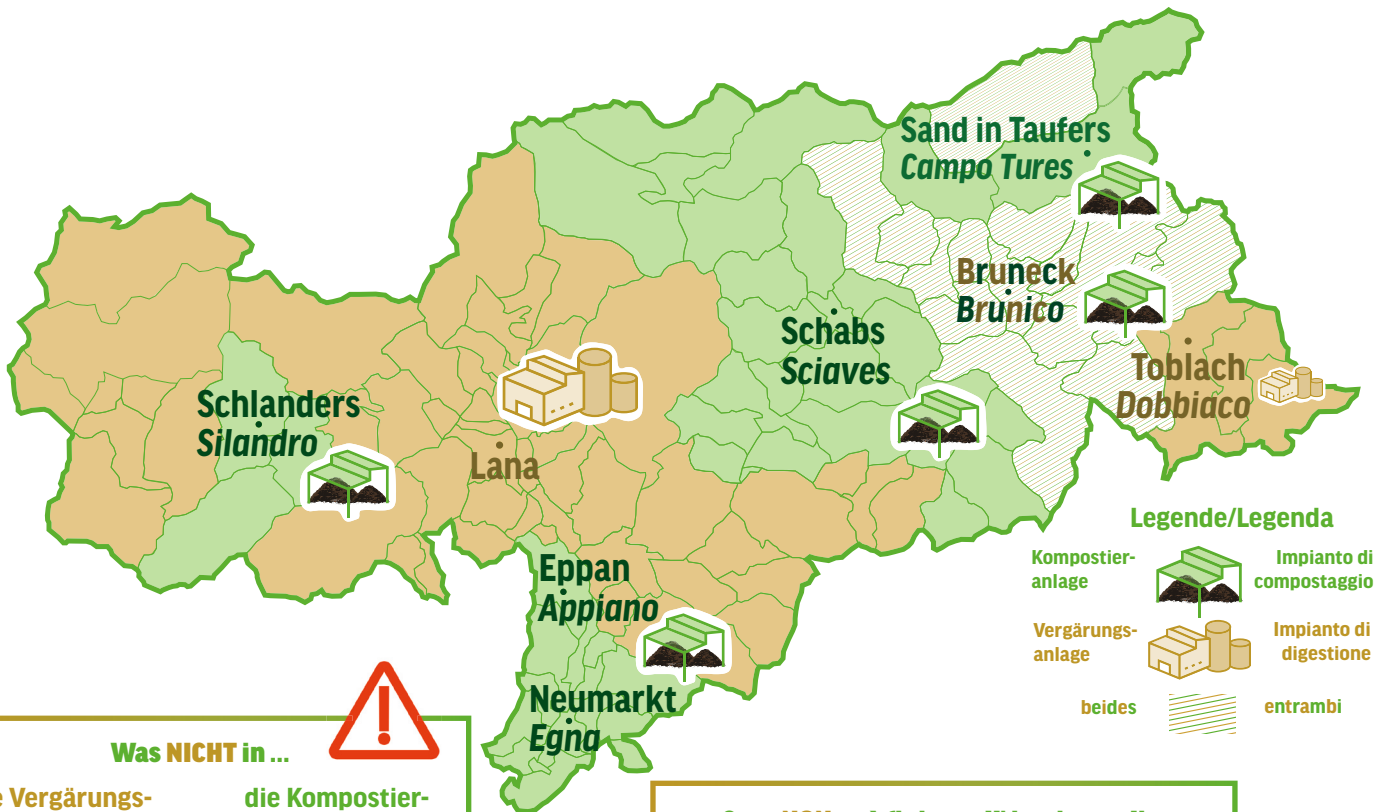 Sand in Taufers
Campo Tures
Bruneck
Brunico
Schabs
Sciaves
Toblach
Dobbiaco
Schlanders
Silandro
Lana
Eppan
Appiano
Neumarkt
Egna
Legende/Legenda
Kompostier-
anlage
Impianto di
compostaggio
Vergärungs-
anlage
Impianto di
digestione
beides
entrambi
Was NICHT in ...
Vergärungs-
die Kompostier-